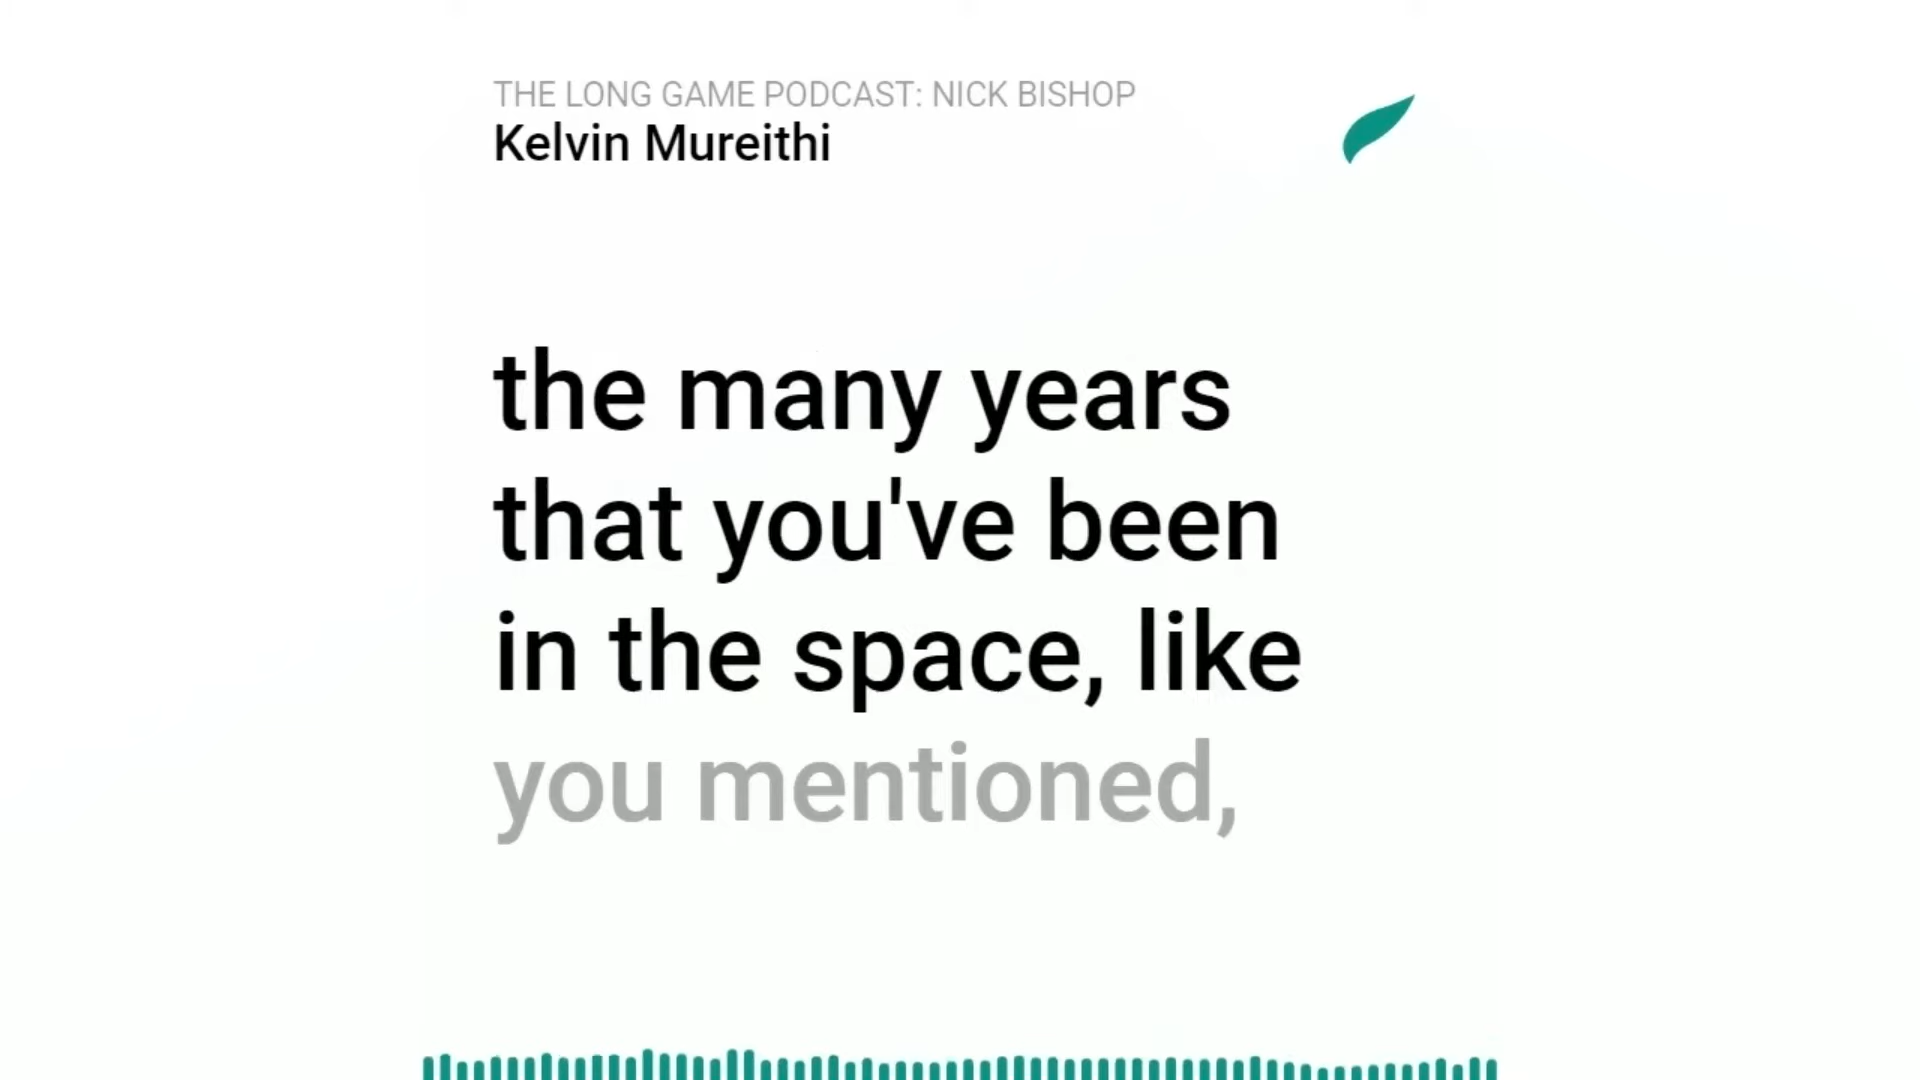 THE LONG GAME PODCAST: NICK BISHOP
Kelvin Mureithi
the many years
that you've been
in the space, like
you mentioned,